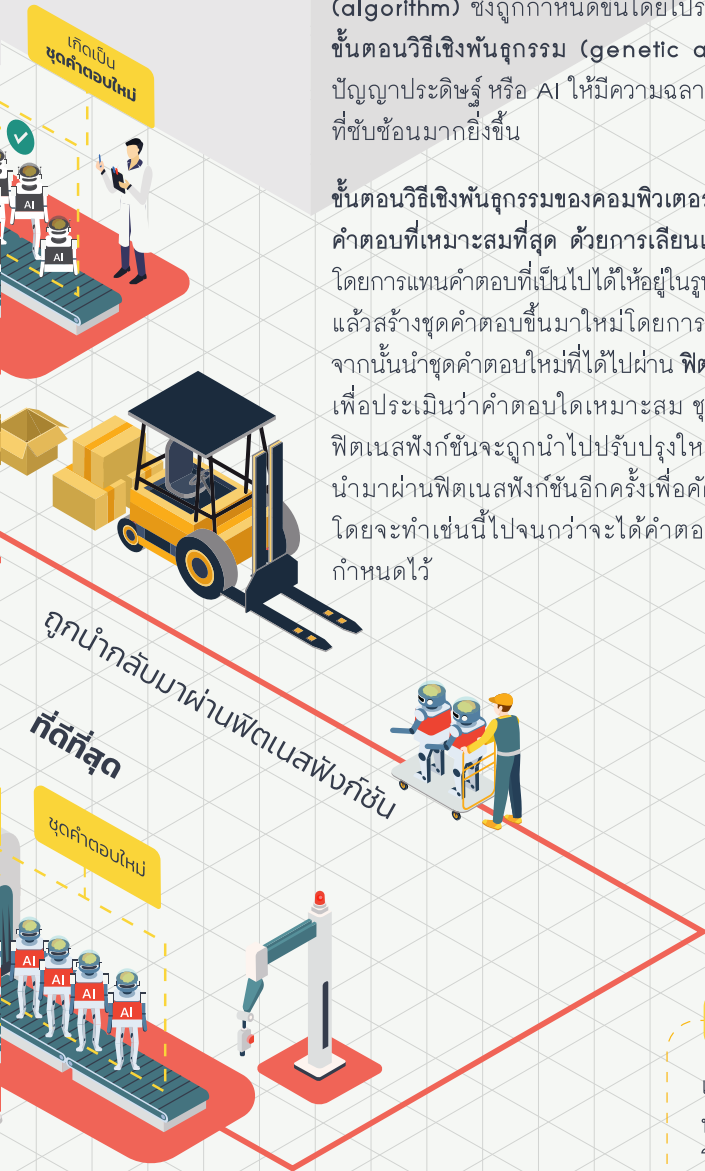 (algorithm) ซึ่งถูกกำหนดขึ้นโดยโปร
ขั้นตอนวิธีเชิงพันธุกรรม (genetic a
ปัญญาประดิษฐ์ หรือ AI ให้มีความฉลา
ที่ซับซ้อนมากยิ่งขึ้น
ขั้นตอนวิธีเชิงพันธุกรรมของคอมพิวเตอร
คำตอบที่เหมาะสมที่สุด ด้วยการเลียนแ
โดยการแทนคำตอบที่เป็นไปได้ให้อยู่ในรูป
แล้วสร้างชุดคำตอบขึ้นมาใหม่โดยการ
จากนั้นนำชุดคำตอบใหม่ที่ได้ไปผ่าน ฟิต
เพื่อประเมินว่าคำตอบใดเหมาะสม ชุ
ฟิตเนสฟังก์ชันจะถูกนำไปปรับปรุงให
นำมาผ่านฟิตเนสฟังก์ชันอีกครั้งเพื่อคั
โดยจะทำเช่นนี้ไปจนกว่าจะได้คำตอ
กำหนดไว้
เกิดเป็น
ชุดคำตอบใหม่
AI
AI
ถูกนำกลับมาผ่านฟิตเนสฟังก์ชัน
ที่ดีที่สุด
ชุดคำตอบใหม่
AI
AI
AI
AI